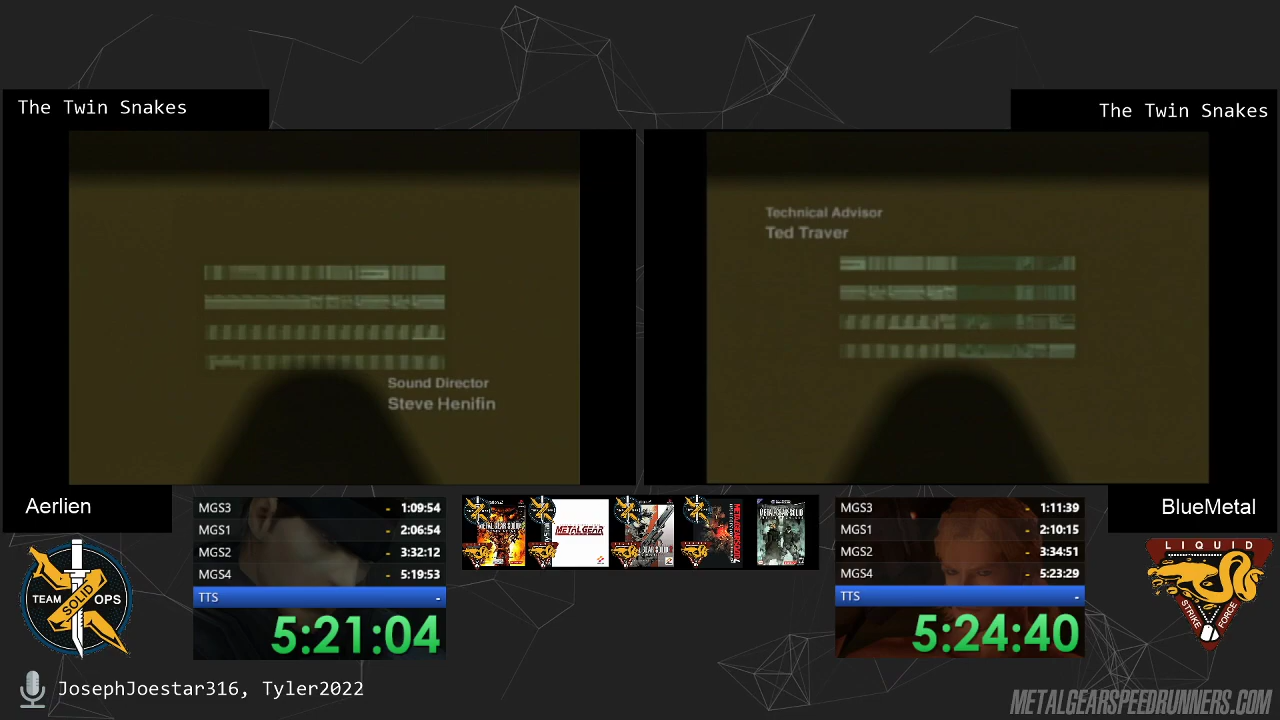 The Twin Snakes
The Twin Snakes
Technical Advisor
Ted Traver
Sound Director
Steve Henifin
Aerlien
BlueMetal
MGS3 - 1:09:54
MGS1 - 2:06:54
MGS2 - 3:32:12
MGS4 - 5:19:53
TTS -
5:21:04
MGS3 - 1:11:39
MGS1 - 2:10:15
MGS2 - 3:34:51
MGS4 - 5:23:29
TTS -
5:24:40
TEAM SOLID OPS
LIQUID
STRIKE FORCE
JosephJoestar316, Tyler2022
METALGEARSPEEDRUNNERS.COM